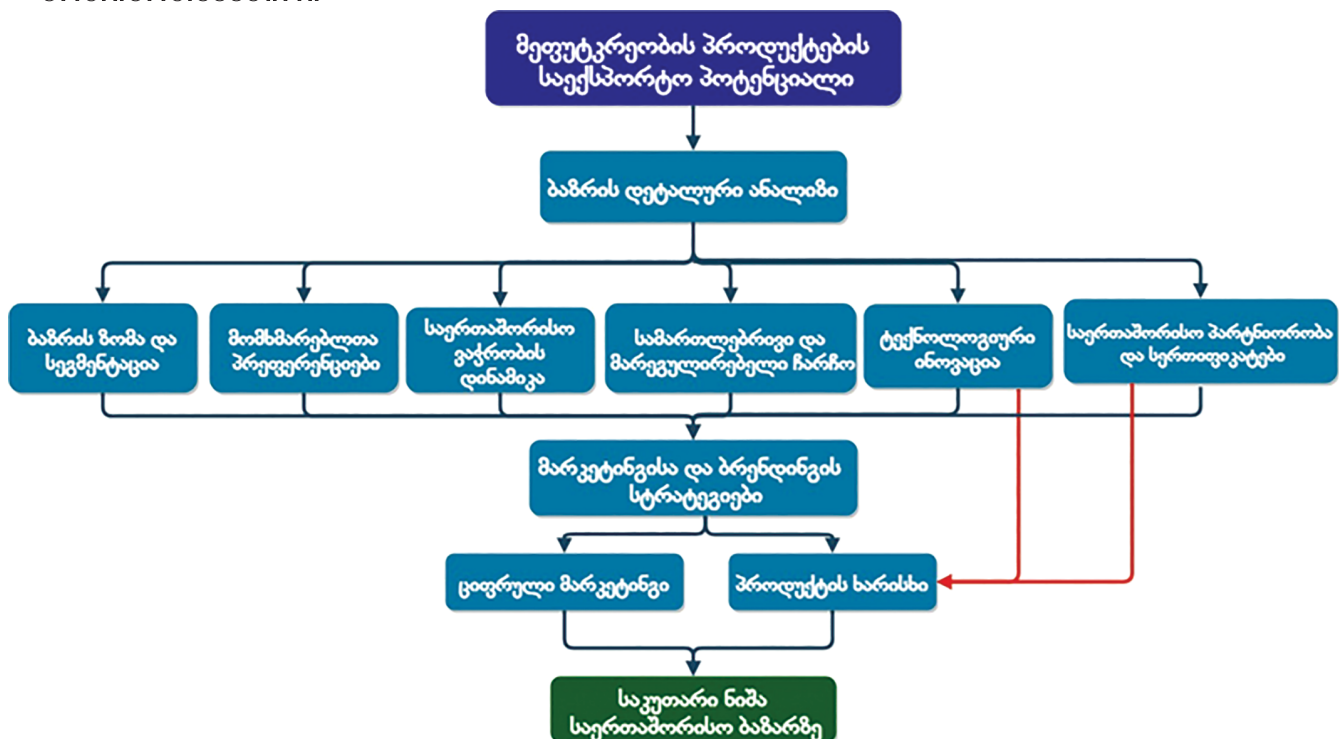 მეფუტკრეობის პროდუქტების
საექსპორტო პოტენციალი
ბაზრის დეტალური ანალიზი
ბაზრის ზომა და
სეგმენტაცია
მომხმარებელთა
პრეფერენციები
საერთაშორისო
ვაჭრობის
დინამიკა
სამართლებრივი და
მარეგულირებელი ჩარჩო
ტექნოლოგიური
ინოვაცია
საერთაშორისო პარტნიორობა
და სერთიფიკატები
მარკეტინგისა და ბრენდინგის
სტრატეგიები
ციფრული მარკეტინგი
პროდუქტის ხარისხი
საკუთარი ნიშა
საერთაშორისო ბაზარზე